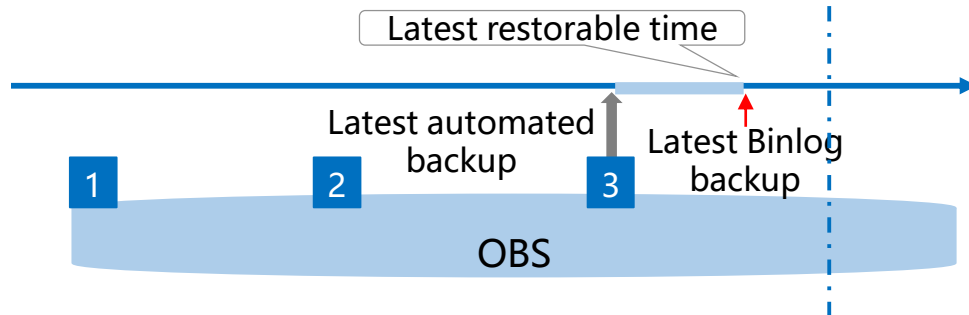 Latest restorable time
Latest automated
backup
Latest Binlog
backup
1
2
3
OBS